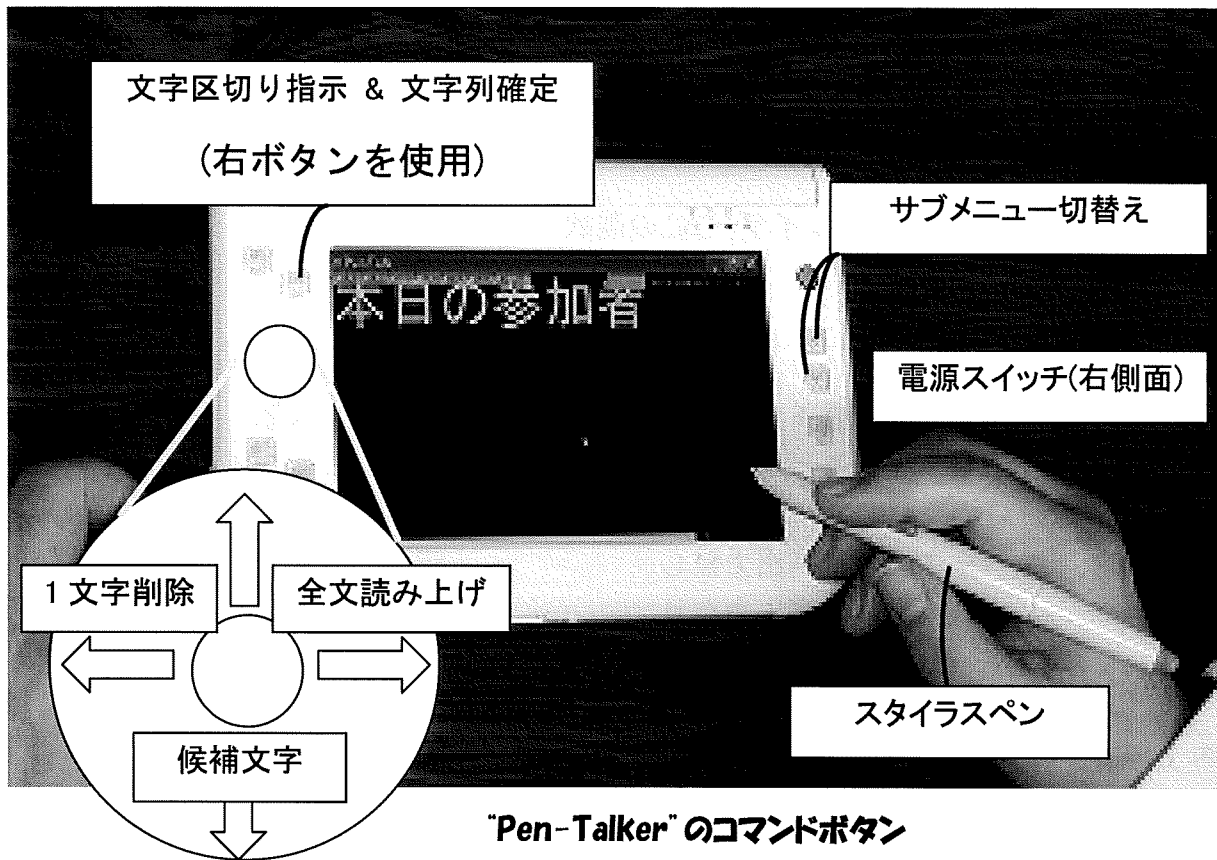 文字区切り指示 & 文字列確定
(右ボタンを使用)
サブメニュー切替え
本日の参加者
電源スイッチ(右側面)
1文字削除
全文読み上げ
スタイラスペン
候補文字
"Pen-Talker"のコマンドボタン